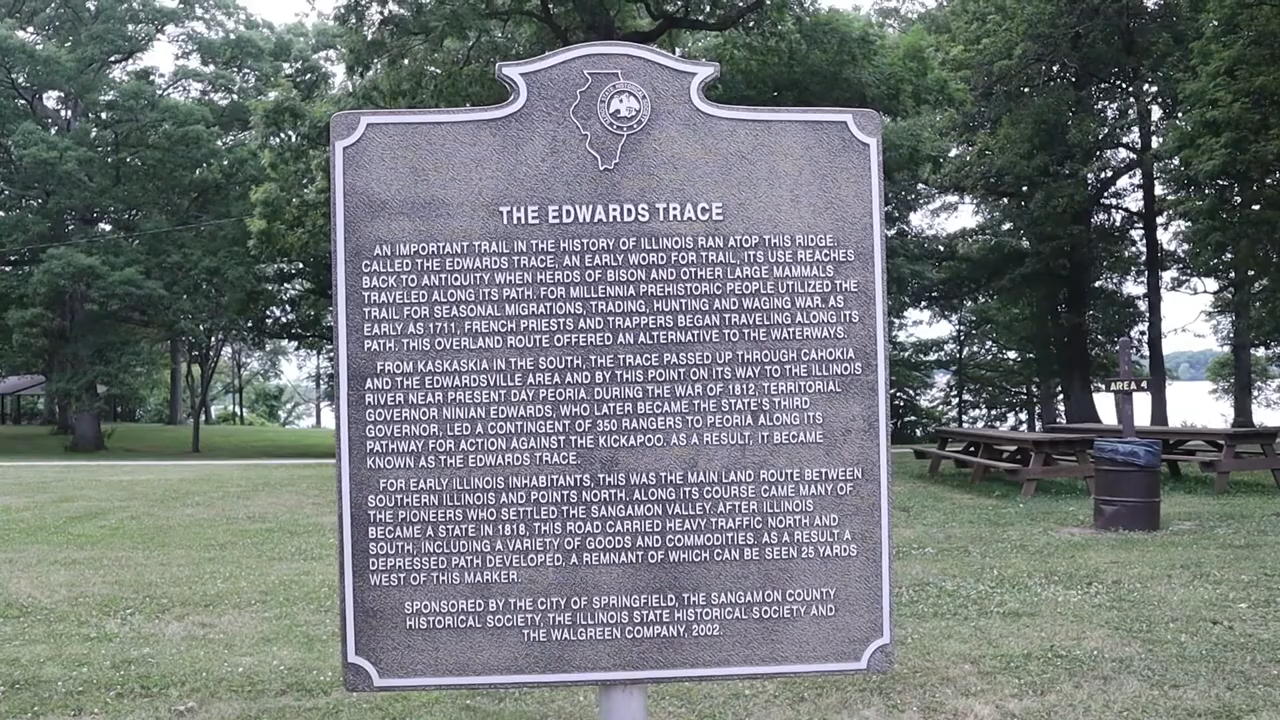 THE EDWARDS TRACE
AN IMPORTANT TRAIL IN THE HISTORY OF ILLINOIS RAN ATOP THIS RIDGE.
CALLED THE EDWARDS TRACE, AN EARLY WORD FOR TRAIL, ITS USE REACHES
BACK TO ANTIQUITY WHEN HERDS OF BISON AND OTHER LARGE MAMMALS
TRAVELED ALONG ITS PATH. FOR MILLENNIA PREHISTORIC PEOPLE UTILIZED THE
TRAIL FOR SEASONAL MIGRATIONS, TRADING, HUNTING AND WAGING WAR. AS
EARLY AS 1711, FRENCH PRIESTS AND TRAPPERS BEGAN TRAVELING ALONG ITS
PATH. THIS OVERLAND ROUTE OFFERED AN ALTERNATIVE TO THE WATERWAYS.
FROM KASKASKIA IN THE SOUTH, THE TRACE PASSED UP THROUGH CAHOKIA
AND THE EDWARDSVILLE AREA AND BY THIS POINT ON ITS WAY TO THE ILLINOIS
RIVER NEAR PRESENT DAY PEORIA. DURING THE WAR OF 1812, TERRITORIAL
GOVERNOR NINIAN EDWARDS, WHO LATER BECAME THE STATE'S THIRD
GOVERNOR, LED A CONTINGENT OF 350 RANGERS TO PEORIA ALONG ITS
PATHWAY FOR ACTION AGAINST THE KICKAPOO. AS A RESULT, IT BECAME
KNOWN AS THE EDWARDS TRACE.
FOR EARLY ILLINOIS INHABITANTS, THIS WAS THE MAIN LAND ROUTE BETWEEN
SOUTHERN ILLINOIS AND POINTS NORTH. ALONG ITS COURSE CAME MANY OF
THE PIONEERS WHO SETTLED THE SANGAMON VALLEY. AFTER ILLINOIS
BECAME A STATE IN 1818, THIS ROAD CARRIED HEAVY TRAFFIC NORTH AND
SOUTH, INCLUDING A VARIETY OF GOODS AND COMMODITIES. AS A RESULT A
DEPRESSED PATH DEVELOPED, A REMNANT OF WHICH CAN BE SEEN 25 YARDS
WEST OF THIS MARKER.
SPONSORED BY THE CITY OF SPRINGFIELD, THE SANGAMON COUNTY
HISTORICAL SOCIETY, THE ILLINOIS STATE HISTORICAL SOCIETY AND
THE WALGREEN COMPANY, 2002.
AREA 4